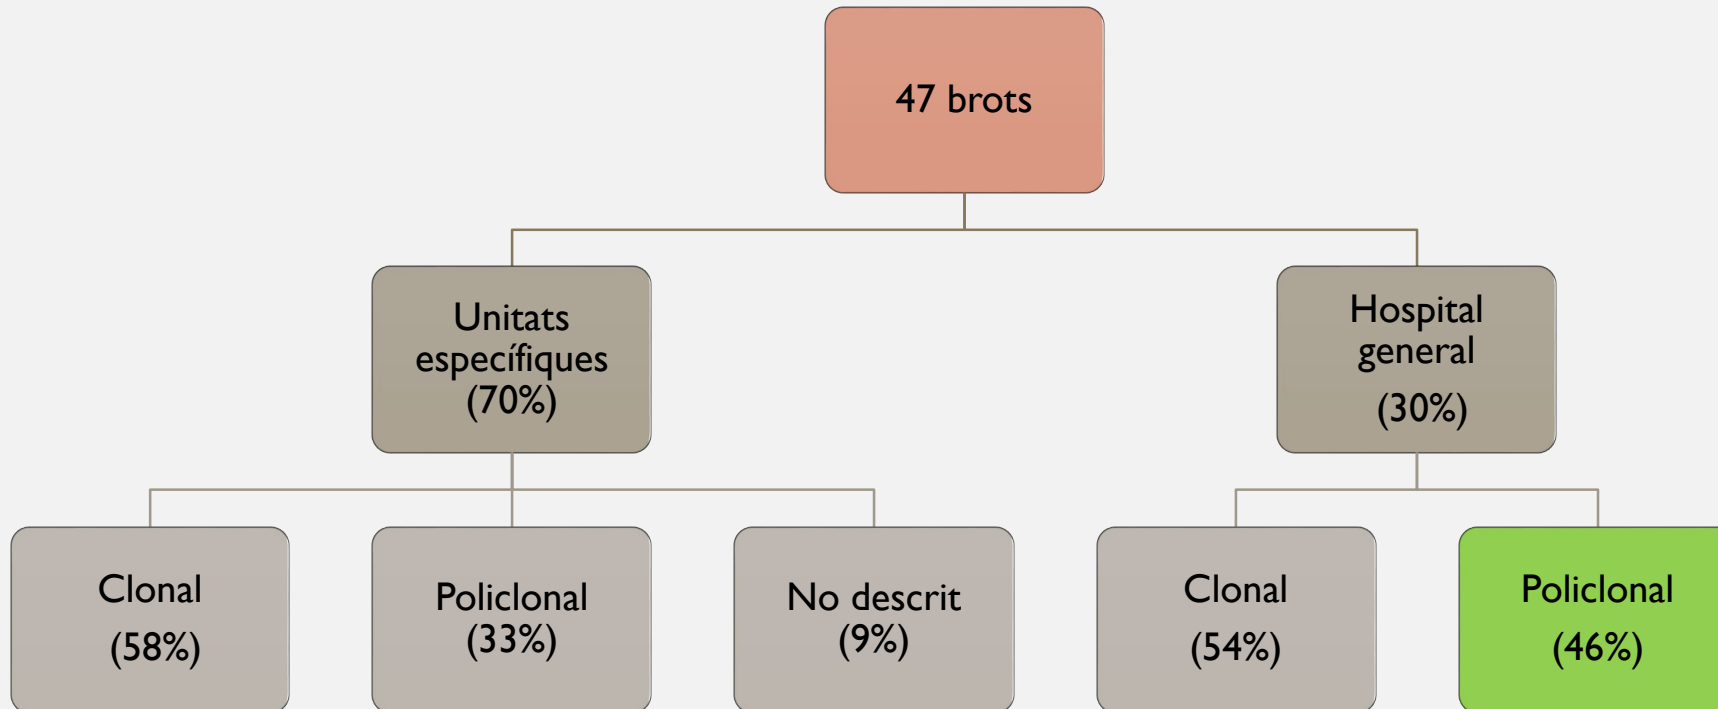 47 brots
Unitats
específiques
(70%)
Hospital
general
(30%)
Clonal
(58%)
Policlonal
(33%)
No descrit
(9%)
Clonal
(54%)
Policlonal
(46%)